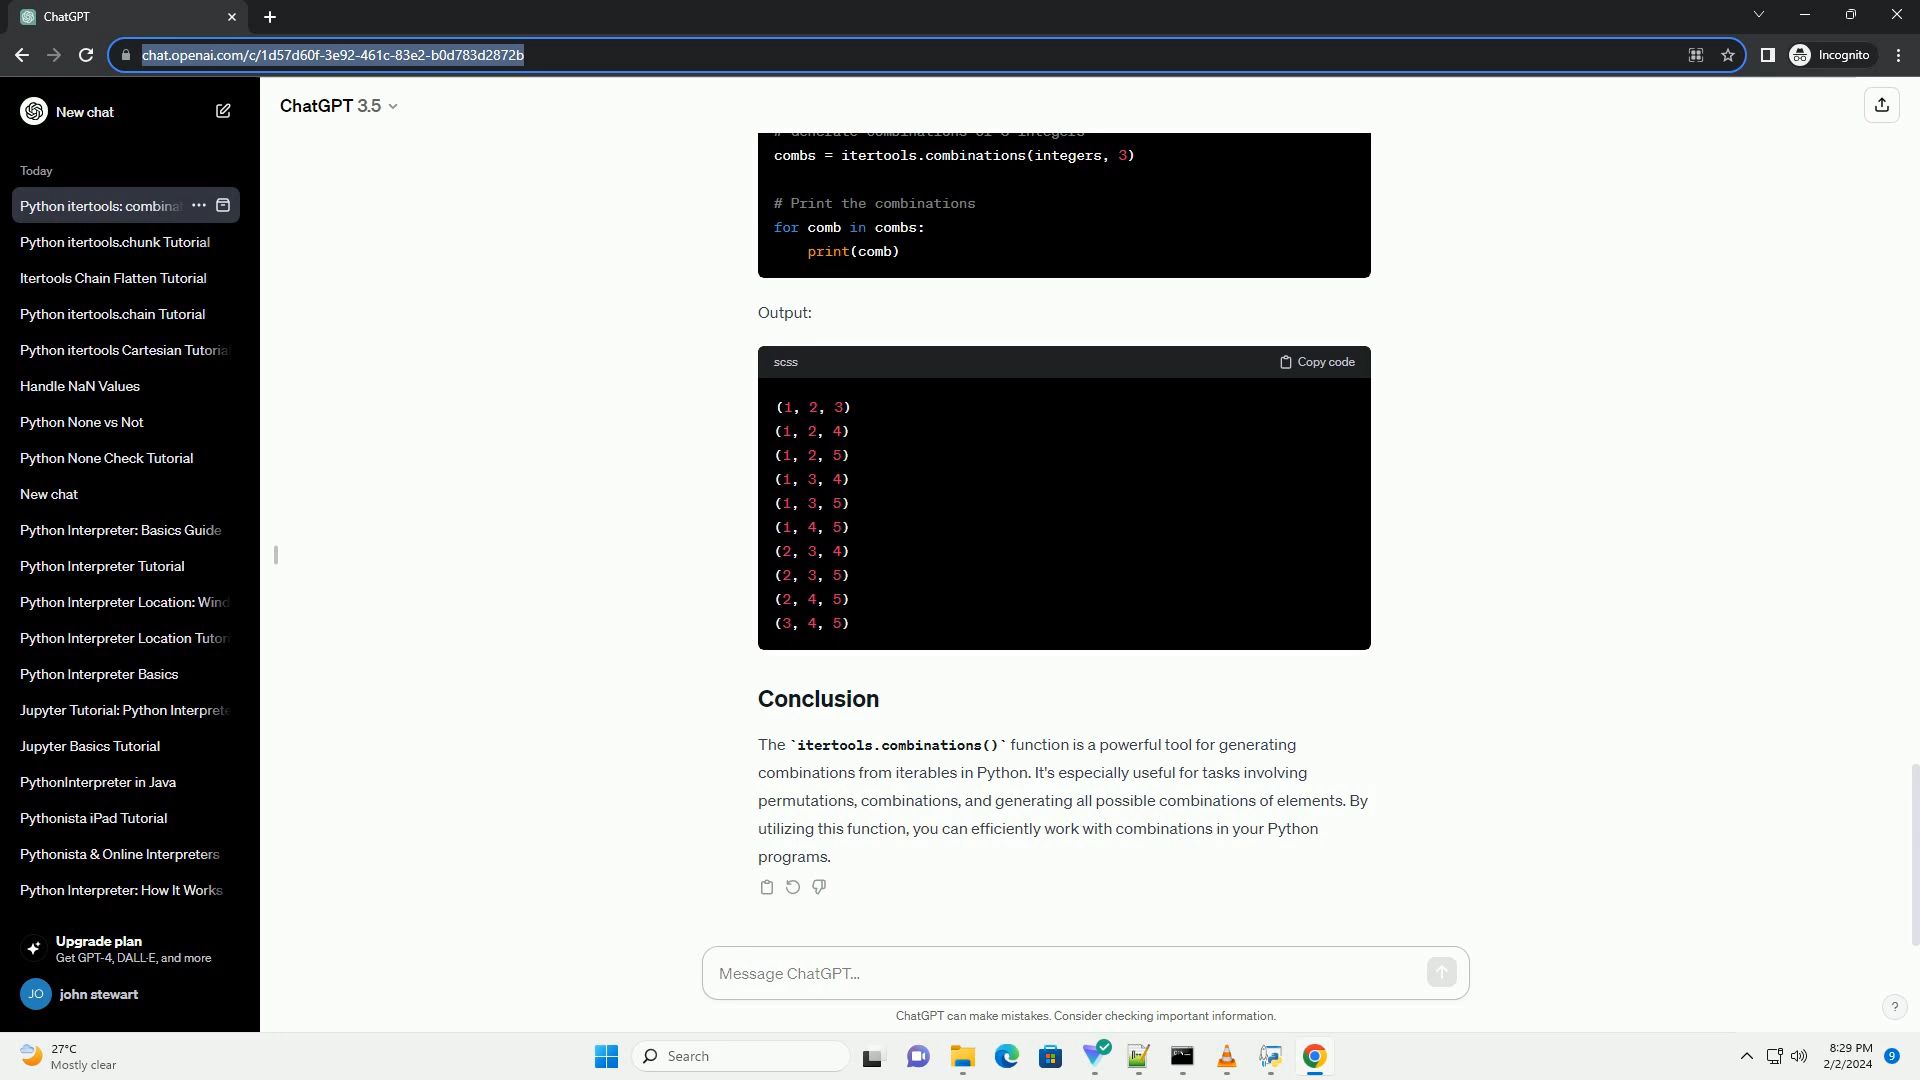 ChatGPT
chat.openai.com/c/1d57d60f-3e92-461c-83e2-b0d783d2872b
Incognito
New chat
ChatGPT 3.5
Today
Python itertools: combina
Python itertools.chunk Tutorial
Itertools Chain Flatten Tutorial
Python itertools.chain Tutorial
Python itertools Cartesian Tutoria
Handle NaN Values
Python None vs Not
Python None Check Tutorial
New chat
Python Interpreter: Basics Guide
Python Interpreter Tutorial
Python Interpreter Location: Wind
Python Interpreter Location Tutori
Python Interpreter Basics
Jupyter Tutorial: Python Interprete
Jupyter Basics Tutorial
PythonInterpreter in Java
Pythonista iPad Tutorial
Pythonista & Online Interpreters
Python Interpreter: How It Works
Upgrade plan
Get GPT-4, DALL·E, and more
JO john stewart
# Generate combinations of 3 integers
combs = itertools.combinations(integers, 3)
# Print the combinations
for comb in combs:
print(comb)
Output:
scss
Copy code
(1, 2, 3)
(1, 2, 4)
(1, 2, 5)
(1, 3, 4)
(1, 3, 5)
(1, 4, 5)
(2, 3, 4)
(2, 3, 5)
(2, 4, 5)
(3, 4, 5)
Conclusion
The `itertools.combinations()` function is a powerful tool for generating
combinations from iterables in Python. It's especially useful for tasks involving
permutations, combinations, and generating all possible combinations of elements. By
utilizing this function, you can efficiently work with combinations in your Python
programs.
Message ChatGPT...
ChatGPT can make mistakes. Consider checking important information.
?
27°C
Mostly clear
Search
8:29 PM
2/2/2024
9